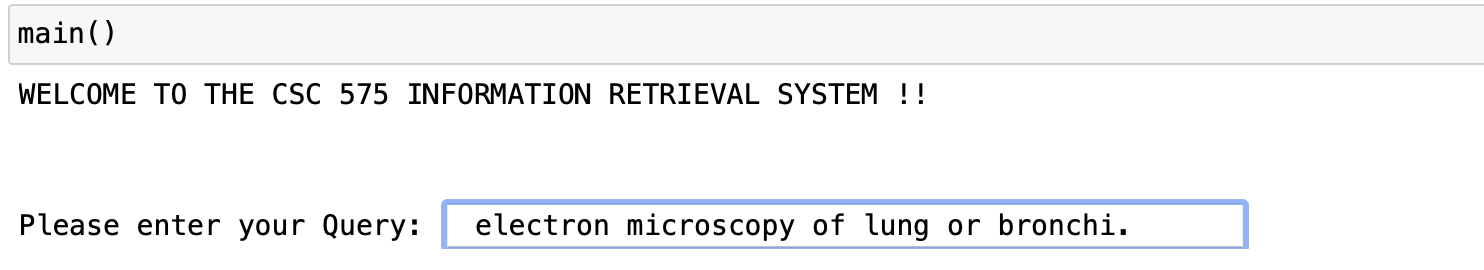 main()
WELCOME TO THE CSC 575 INFORMATION RETRIEVAL SYSTEM !!
Please enter your Query: electron microscopy of lung or bronchi.